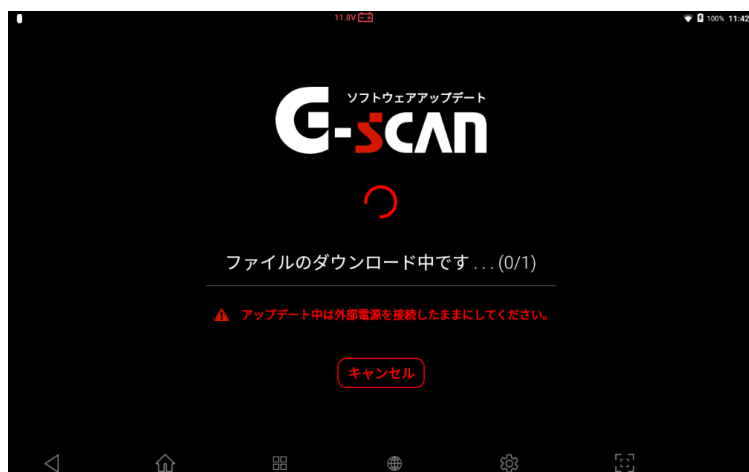 11.8V
100% 11:42
ソフトウェアアップデート
G-SCAN
ファイルのダウンロード中です...(0/1)
アップデート中は外部電源を接続したままにしてください。
キャンセル